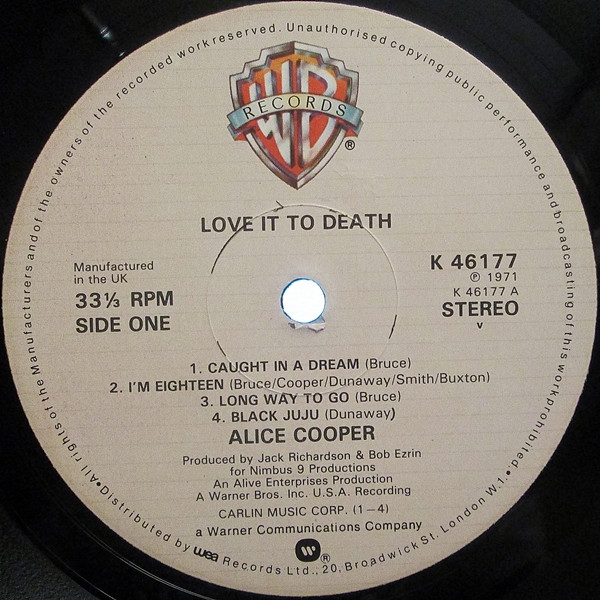 All rights of the Manufacturers and of the owners of the recorded work reserved. Unauthorised copying public performance and broadcasting of this work prohibited.
WB
RECORDS
®
LOVE IT TO DEATH
Manufactured
in the UK
33⅓ RPM
SIDE ONE
K 46177
℗ 1971
K 46177 A
STEREO
v
1. CAUGHT IN A DREAM (Bruce)
2. I'M EIGHTEEN (Bruce/Cooper/Dunaway/Smith/Buxton)
3. LONG WAY TO GO (Bruce)
4. BLACK JUJU (Dunaway)
ALICE COOPER
Produced by Jack Richardson & Bob Ezrin
for Nimbus 9 Productions
An Alive Enterprises Production
A Warner Bros. Inc. U.S.A. Recording
CARLIN MUSIC CORP. (1–4)
a Warner Communications Company
®
•Distributed by wea Records Ltd., 20, Broadwick St. London W.1.•